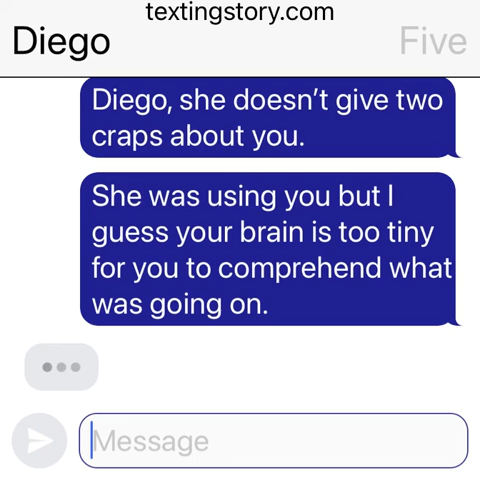 textingstory.com
Diego Five
Diego, she doesn’t give two
craps about you.
She was using you but I
guess your brain is too tiny
for you to comprehend what
was going on.
Message